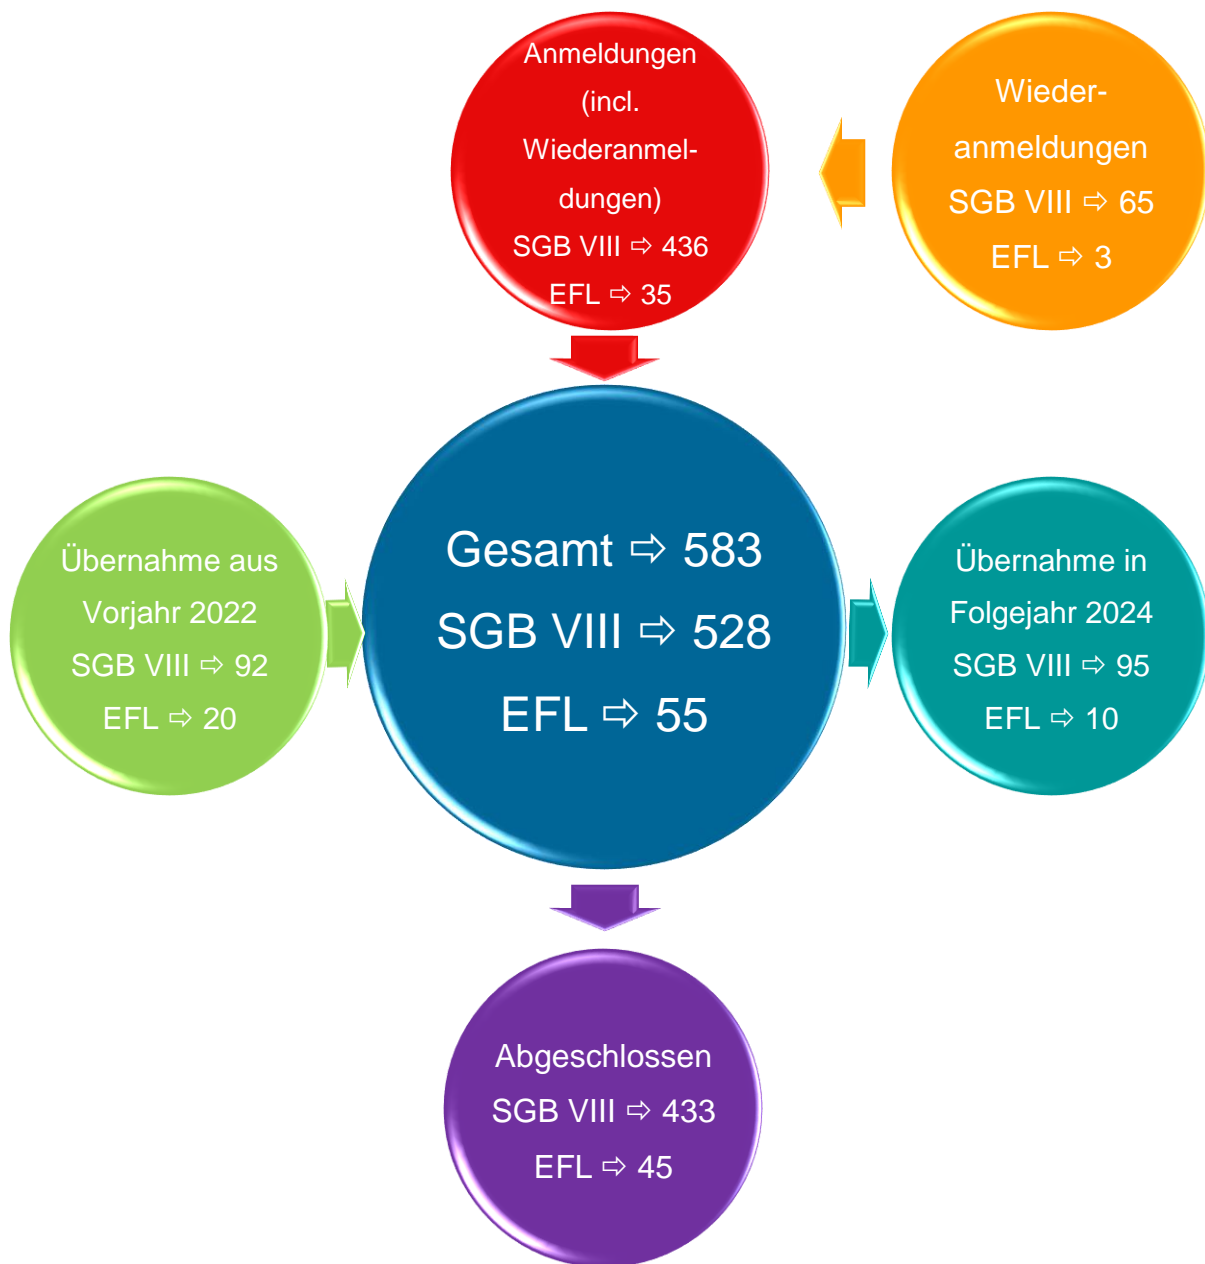 Anmeldungen
(incl.
Wiederanmel-
dungen)
SGB VIII ⇨ 436
EFL ⇨ 35
Wieder-
anmeldungen
SGB VIII ⇨ 65
EFL ⇨ 3
Gesamt ⇨ 583
SGB VIII ⇨ 528
EFL ⇨ 55
Übernahme aus
Vorjahr 2022
SGB VIII ⇨ 92
EFL ⇨ 20
Übernahme in
Folgejahr 2024
SGB VIII ⇨ 95
EFL ⇨ 10
Abgeschlossen
SGB VIII ⇨ 433
EFL ⇨ 45